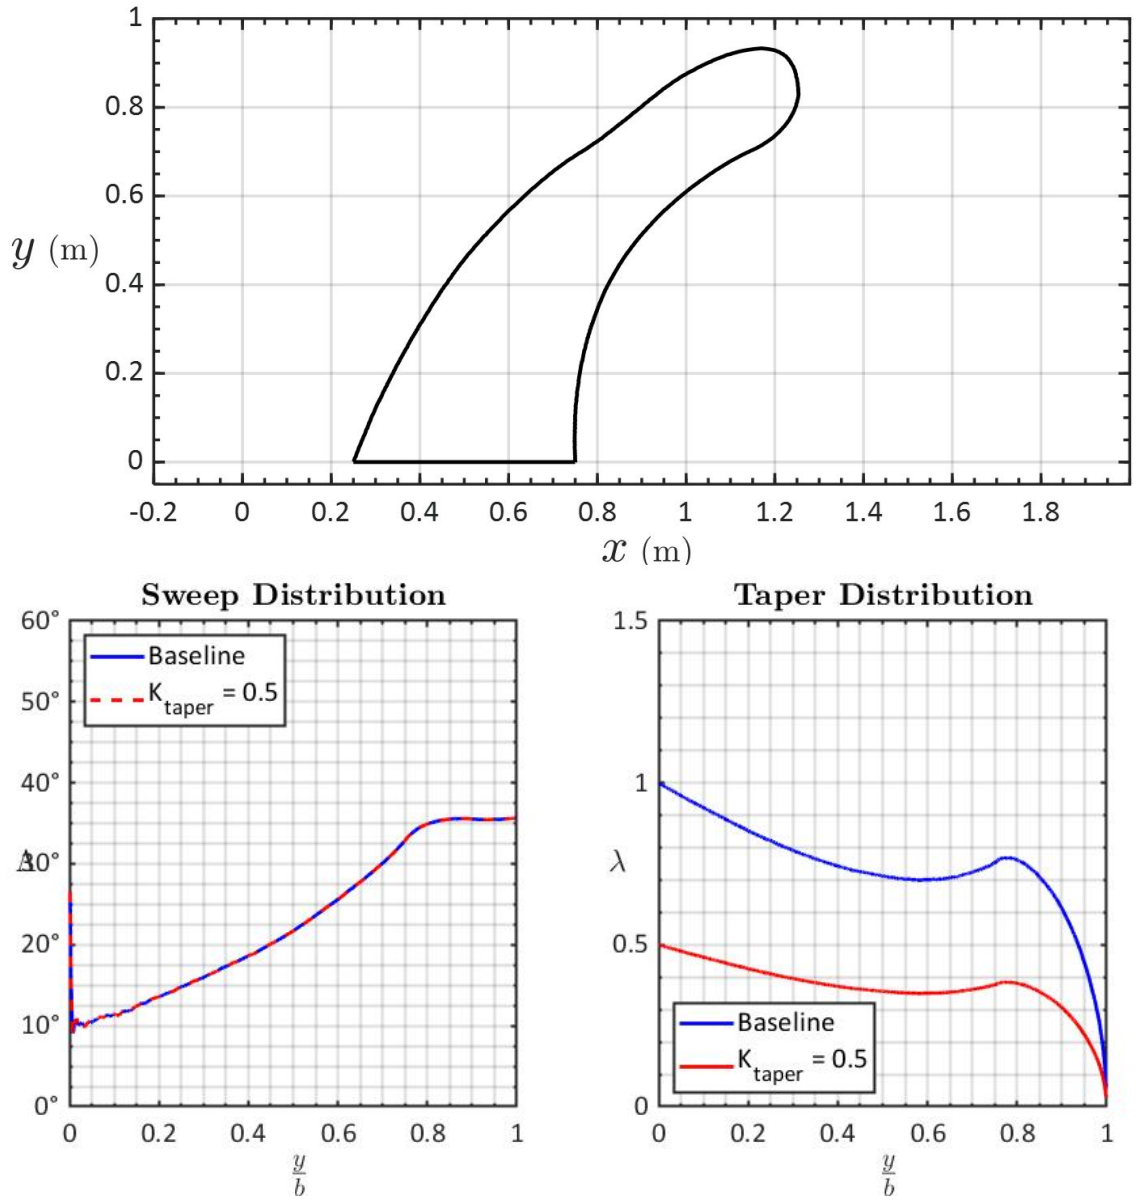 1
0.8
0.6
y (m)
0.4
0.2
0
-0.2 0 0.2 0.4 0.6 0.8 1 1.2 1.4 1.6 1.8
x (m)
Sweep Distribution
60°
50°
40°
30°
20°
10°
0°
Λ
Baseline
K_taper = 0.5
0 0.2 0.4 0.6 0.8 1
y/b
Taper Distribution
1.5
1
λ
0.5
0
Baseline
K_taper = 0.5
0 0.2 0.4 0.6 0.8 1
y/b